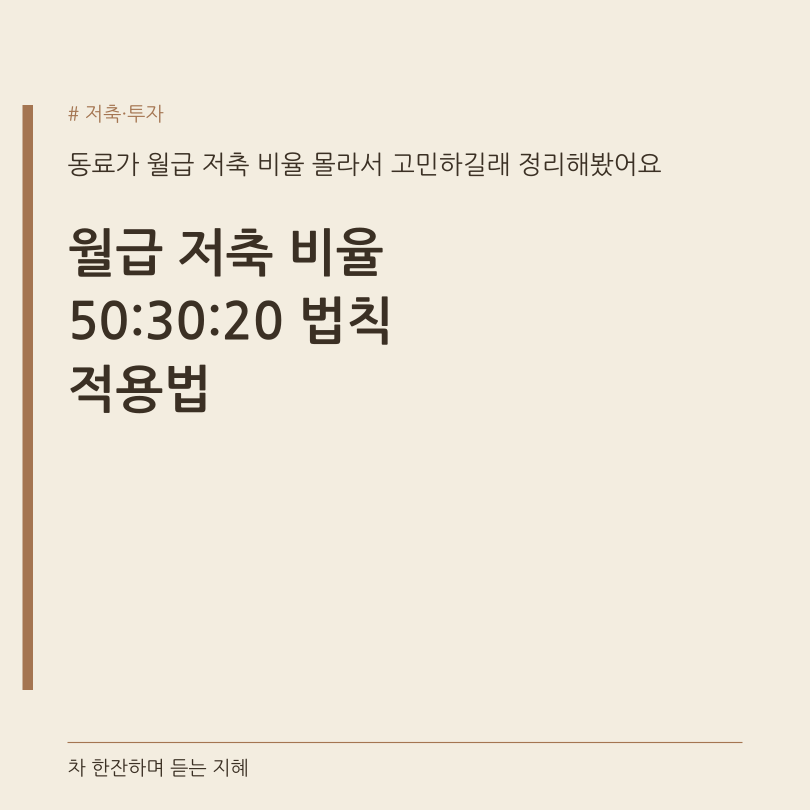 # 저축·투자
동료가 월급 저축 비율 몰라서 고민하길래 정리해봤어요
월급 저축 비율
50:30:20 법칙
적용법
차 한잔하며 듣는 지혜